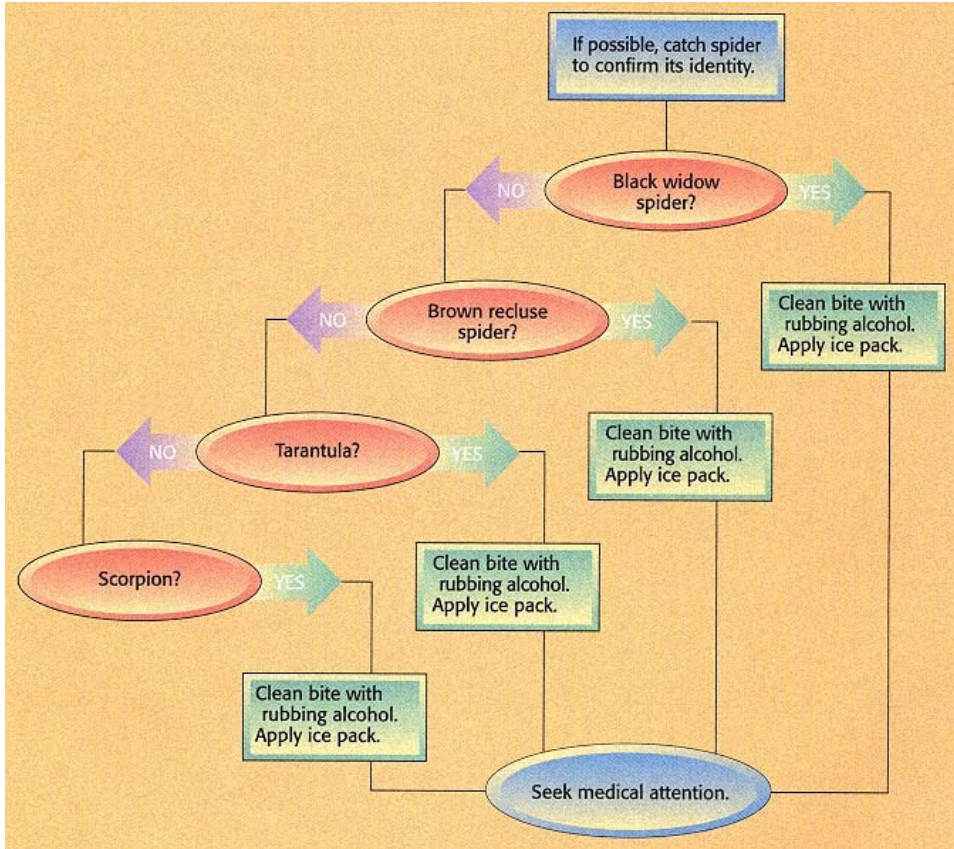 If possible, catch spider
to confirm its identity.
NO
Black widow
spider?
YES
NO
Brown recluse
spider?
YES
Clean bite with
rubbing alcohol.
Apply ice pack.
NO
Tarantula?
YES
Clean bite with
rubbing alcohol.
Apply ice pack.
Scorpion?
YES
Clean bite with
rubbing alcohol.
Apply ice pack.
Clean bite with
rubbing alcohol.
Apply ice pack.
Seek medical attention.